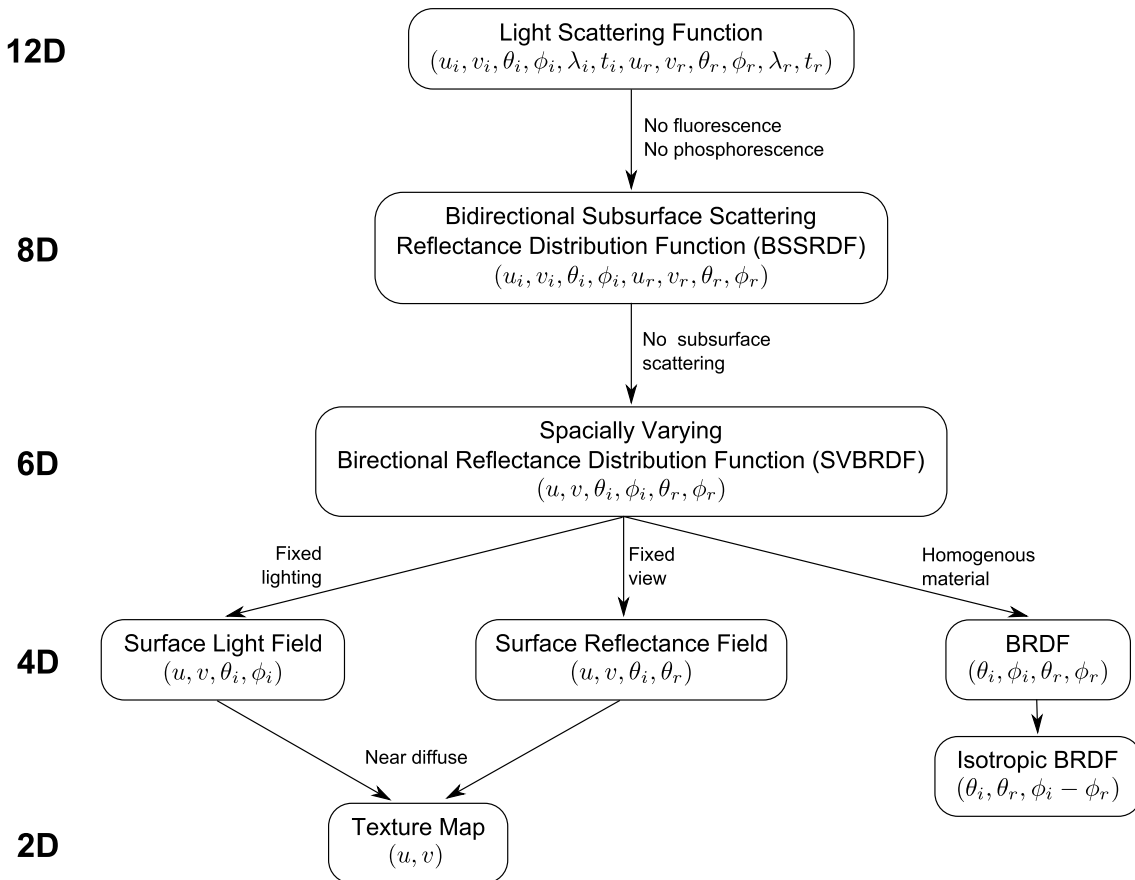 12D
Light Scattering Function
(u_i, v_i, θ_i, ϕ_i, λ_i, t_i, u_r, v_r, θ_r, ϕ_r, λ_r, t_r)
No fluorescence
No phosphorescence
8D
Bidirectional Subsurface Scattering
Reflectance Distribution Function (BSSRDF)
(u_i, v_i, θ_i, ϕ_i, u_r, v_r, θ_r, ϕ_r)
No subsurface
scattering
6D
Spacially Varying
Birectional Reflectance Distribution Function (SVBRDF)
(u, v, θ_i, ϕ_i, θ_r, ϕ_r)
Fixed
lighting
Fixed
view
Homogenous
material
4D
Surface Light Field
(u, v, θ_i, ϕ_i)
Surface Reflectance Field
(u, v, θ_i, θ_r)
BRDF
(θ_i, ϕ_i, θ_r, ϕ_r)
Near diffuse
Isotropic BRDF
(θ_i, θ_r, ϕ_i − ϕ_r)
2D
Texture Map
(u, v)